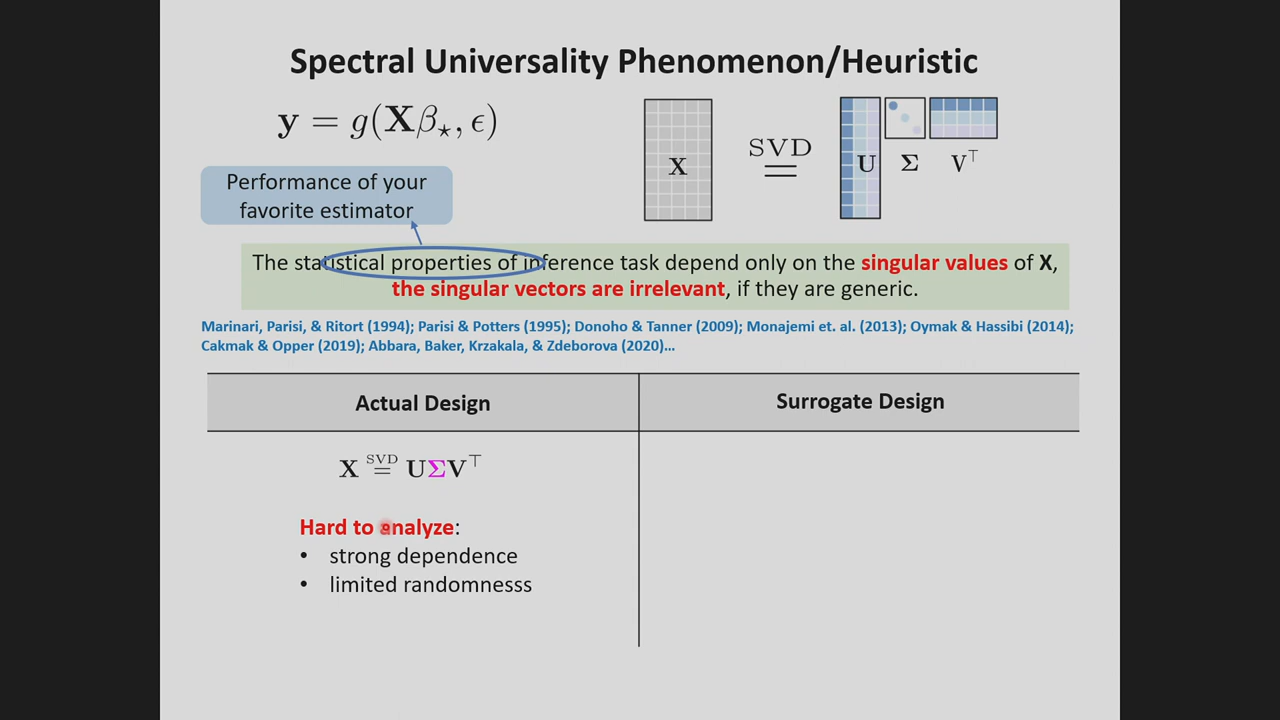 Spectral Universality Phenomenon/Heuristic
y = g(Xβ⋆, ϵ)
X
SVD
=
U Σ V⊤
Performance of your
favorite estimator
The statistical properties of inference task depend only on the singular values of X,
the singular vectors are irrelevant, if they are generic.
Marinari, Parisi, & Ritort (1994); Parisi & Potters (1995); Donoho & Tanner (2009); Monajemi et. al. (2013); Oymak & Hassibi (2014);
Cakmak & Opper (2019); Abbara, Baker, Krzakala, & Zdeborova (2020)…
Actual Design
Surrogate Design
X SVD= UΣV⊤
Hard to analyze:
• strong dependence
• limited randomnesss